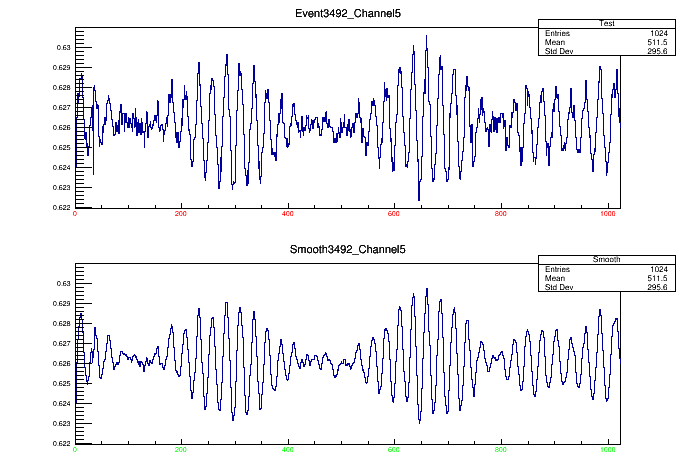 Event3492_Channel5
Test
Entries 1024
Mean 511.5
Std Dev 295.6
0.63
0.629
0.628
0.627
0.626
0.625
0.624
0.623
0.622
0 200 400 600 800 1000
Smooth3492_Channel5
Smooth
Entries 1024
Mean 511.5
Std Dev 295.6
0.63
0.629
0.628
0.627
0.626
0.625
0.624
0.623
0.622
0 200 400 600 800 1000